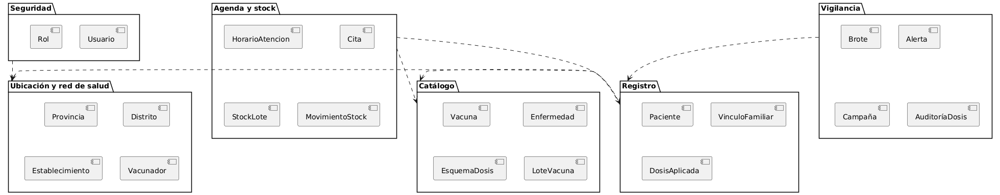 Seguridad
Rol
Usuario
Agenda y stock
HorarioAtencion
Cita
StockLote
MovimientoStock
Vigilancia
Brote
Alerta
Campaña
AuditoríaDosis
Ubicación y red de salud
Provincia
Distrito
Establecimiento
Vacunador
Catálogo
Vacuna
Enfermedad
EsquemaDosis
LoteVacuna
Registro
Paciente
VinculoFamiliar
DosisAplicada